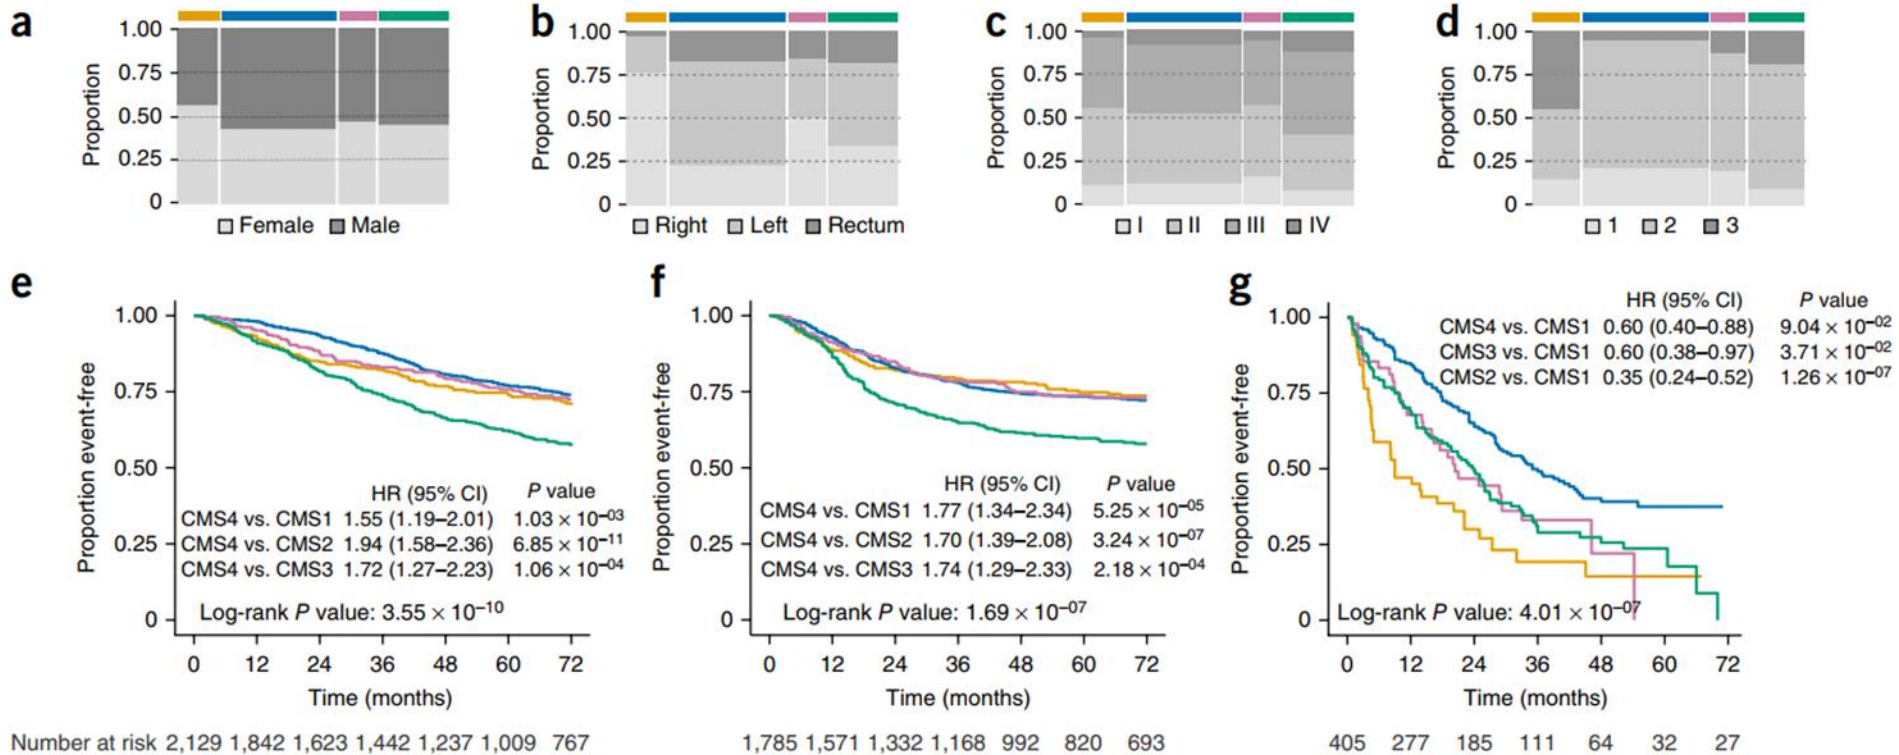 a
1.00
0.75
0.50
0.25
0
Proportion
Female Male
b
1.00
0.75
0.50
0.25
0
Proportion
Right Left Rectum
c
1.00
0.75
0.50
0.25
0
Proportion
I II III IV
d
1.00
0.75
0.50
0.25
0
Proportion
1 2 3
e
1.00
0.75
0.50
0.25
0
Proportion event-free
HR (95% CI) P value
CMS4 vs. CMS1 1.55 (1.19–2.01) 1.03 × 10⁻⁰³
CMS4 vs. CMS2 1.94 (1.58–2.36) 6.85 × 10⁻¹¹
CMS4 vs. CMS3 1.72 (1.27–2.23) 1.06 × 10⁻⁰⁴
Log-rank P value: 3.55 × 10⁻¹⁰
0 12 24 36 48 60 72
Time (months)
f
1.00
0.75
0.50
0.25
0
Proportion event-free
HR (95% CI) P value
CMS4 vs. CMS1 1.77 (1.34–2.34) 5.25 × 10⁻⁰⁵
CMS4 vs. CMS2 1.70 (1.39–2.08) 3.24 × 10⁻⁰⁷
CMS4 vs. CMS3 1.74 (1.29–2.33) 2.18 × 10⁻⁰⁴
Log-rank P value: 1.69 × 10⁻⁰⁷
0 12 24 36 48 60 72
Time (months)
g
HR (95% CI) P value
CMS4 vs. CMS1 0.60 (0.40–0.88) 9.04 × 10⁻⁰²
CMS3 vs. CMS1 0.60 (0.38–0.97) 3.71 × 10⁻⁰²
CMS2 vs. CMS1 0.35 (0.24–0.52) 1.26 × 10⁻⁰⁷
1.00
0.75
0.50
0.25
0
Proportion event-free
Log-rank P value: 4.01 × 10⁻⁰⁷
0 12 24 36 48 60 72
Time (months)
Number at risk 2,129 1,842 1,623 1,442 1,237 1,009 767
1,785 1,571 1,332 1,168 992 820 693
405 277 185 111 64 32 27